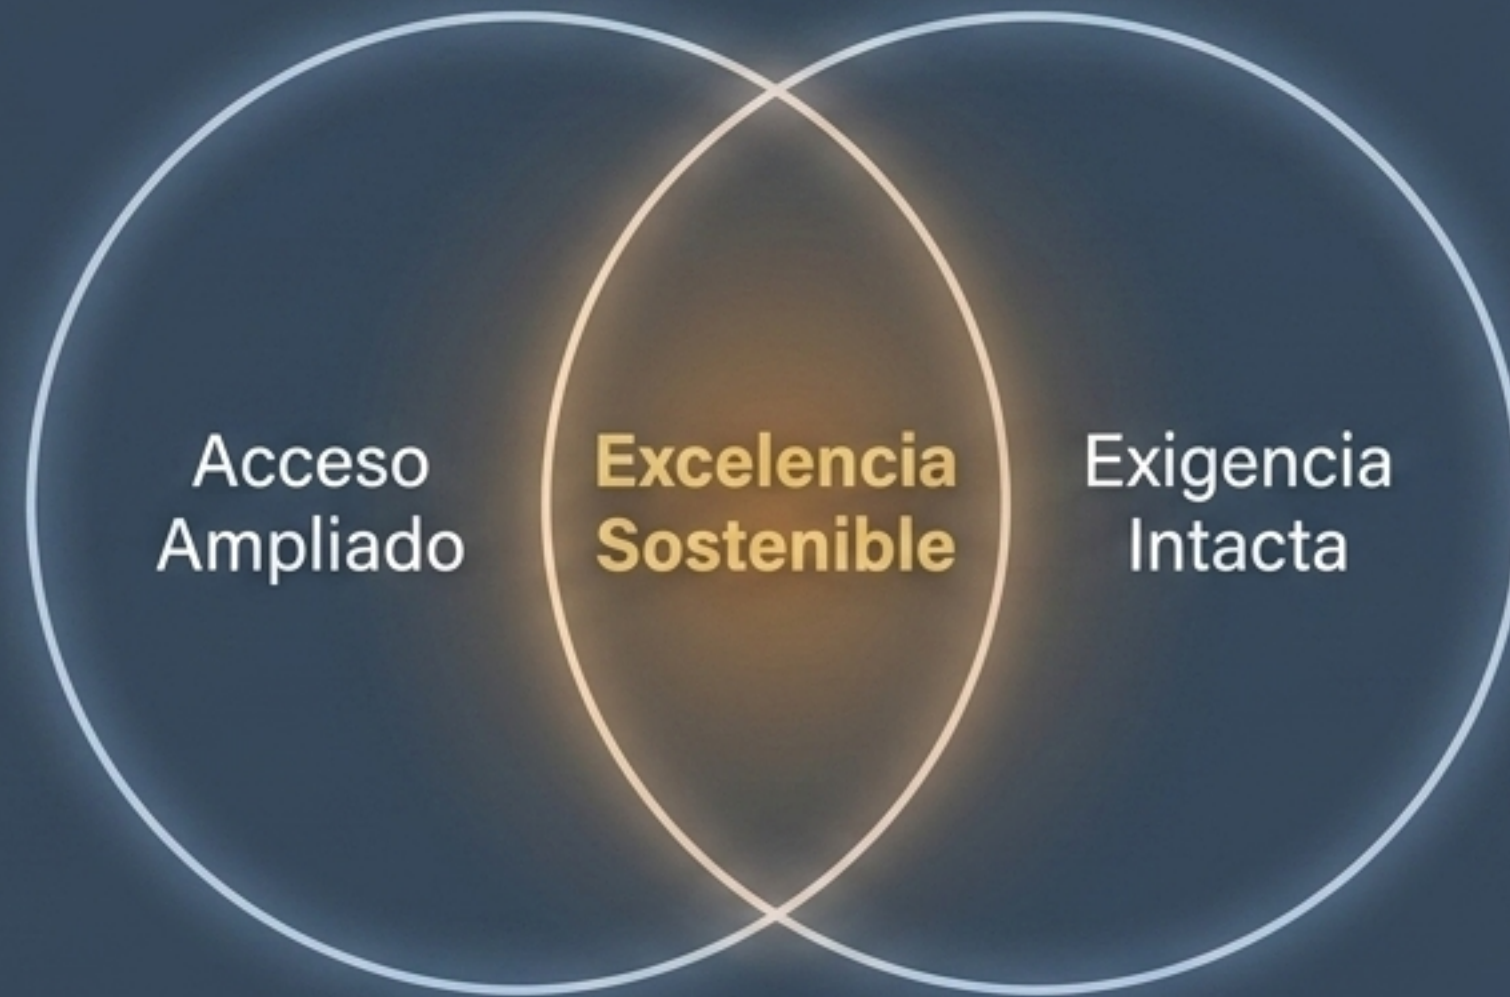 Acceso
Ampliado
Excelencia
Sostenible
Exigencia
Intacta